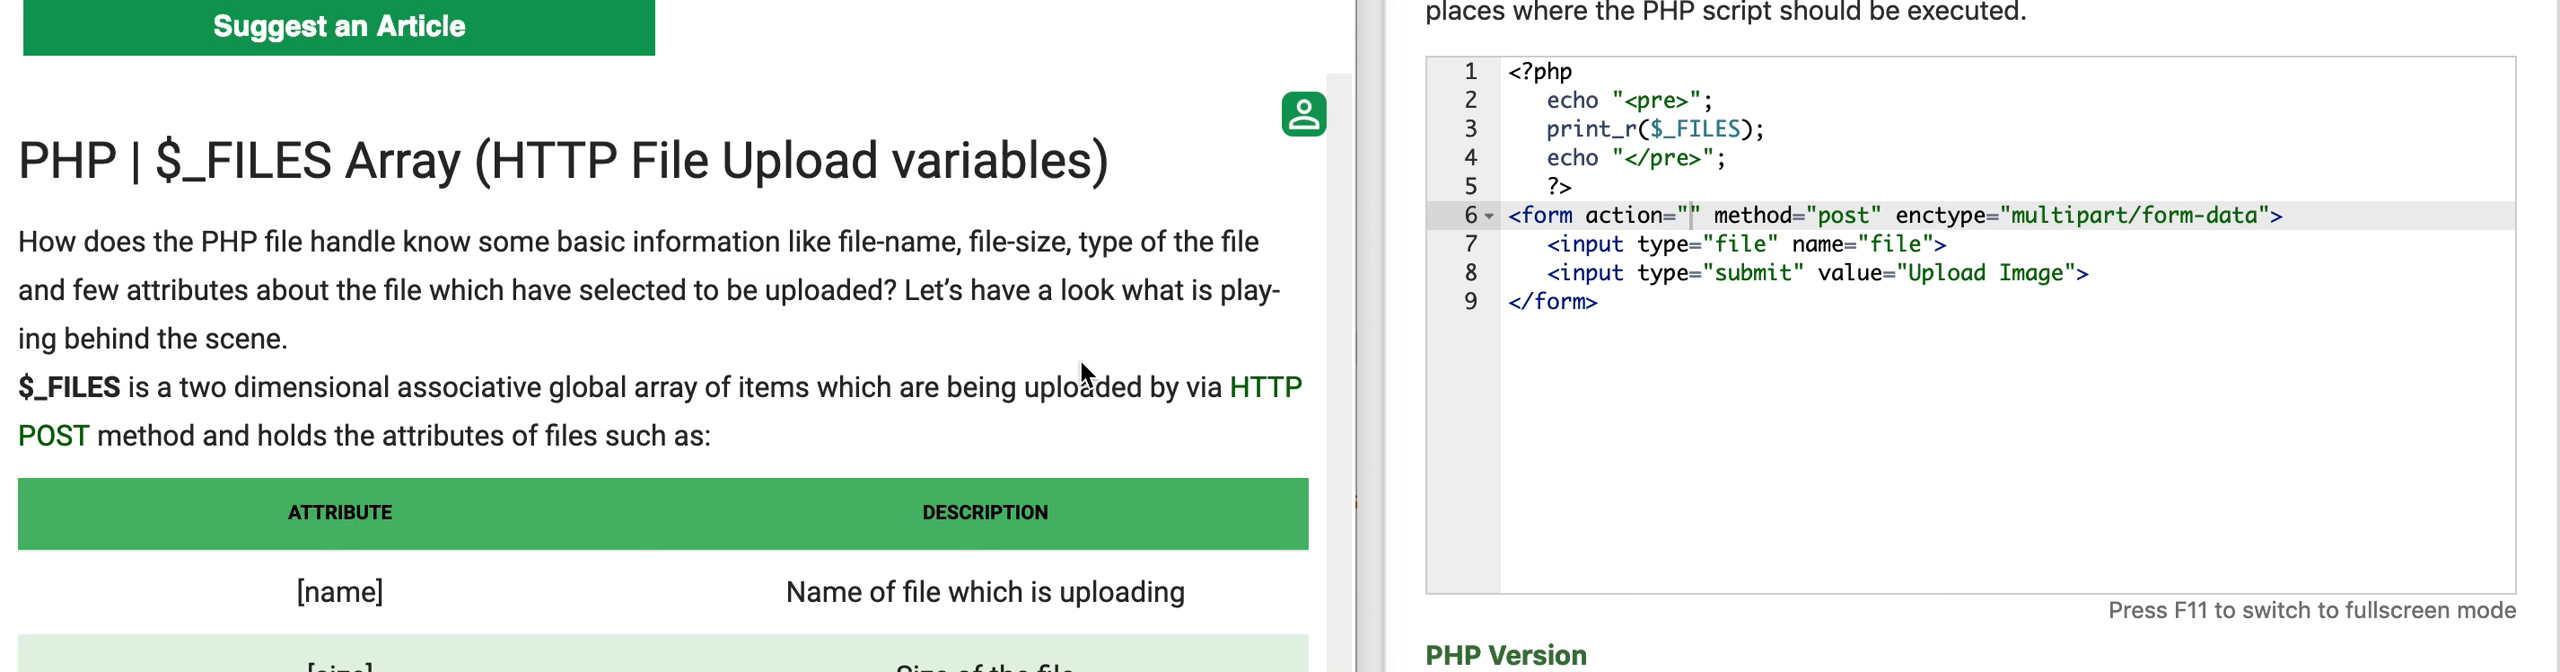 Suggest an Article
PHP | $_FILES Array (HTTP File Upload variables)
How does the PHP file handle know some basic information like file-name, file-size, type of the file
and few attributes about the file which have selected to be uploaded? Let’s have a look what is play-
ing behind the scene.
$_FILES is a two dimensional associative global array of items which are being uploaded by via HTTP
POST method and holds the attributes of files such as:
ATTRIBUTE DESCRIPTION
[name] Name of file which is uploading
[size] Size of the file
places where the PHP script should be executed.
1 <?php
2 echo "<pre>";
3 print_r($_FILES);
4 echo "</pre>";
5 ?>
6 <form action="" method="post" enctype="multipart/form-data">
7 <input type="file" name="file">
8 <input type="submit" value="Upload Image">
9 </form>
Press F11 to switch to fullscreen mode
PHP Version